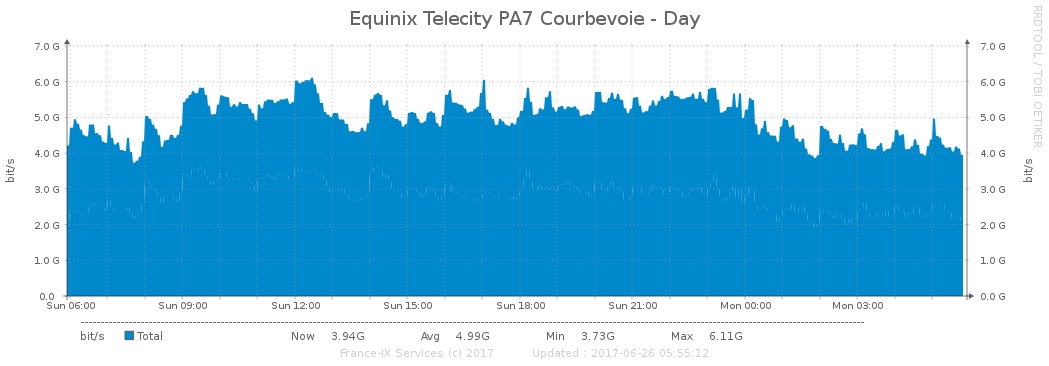 Equinix Telecity PA7 Courbevoie - Day
RRDTOOL / TOBI OETIKER
7.0 G 7.0 G
6.0 G 6.0 G
5.0 G 5.0 G
4.0 G 4.0 G
3.0 G 3.0 G
2.0 G 2.0 G
1.0 G 1.0 G
0.0 0.0 G
bit/s bit/s
Sun 06:00 Sun 09:00 Sun 12:00 Sun 15:00 Sun 18:00 Sun 21:00 Mon 00:00 Mon 03:00
bit/s Total Now 3.94G Avg 4.99G Min 3.73G Max 6.11G
France-IX Services (c) 2017 Updated : 2017-06-26 05:55:12